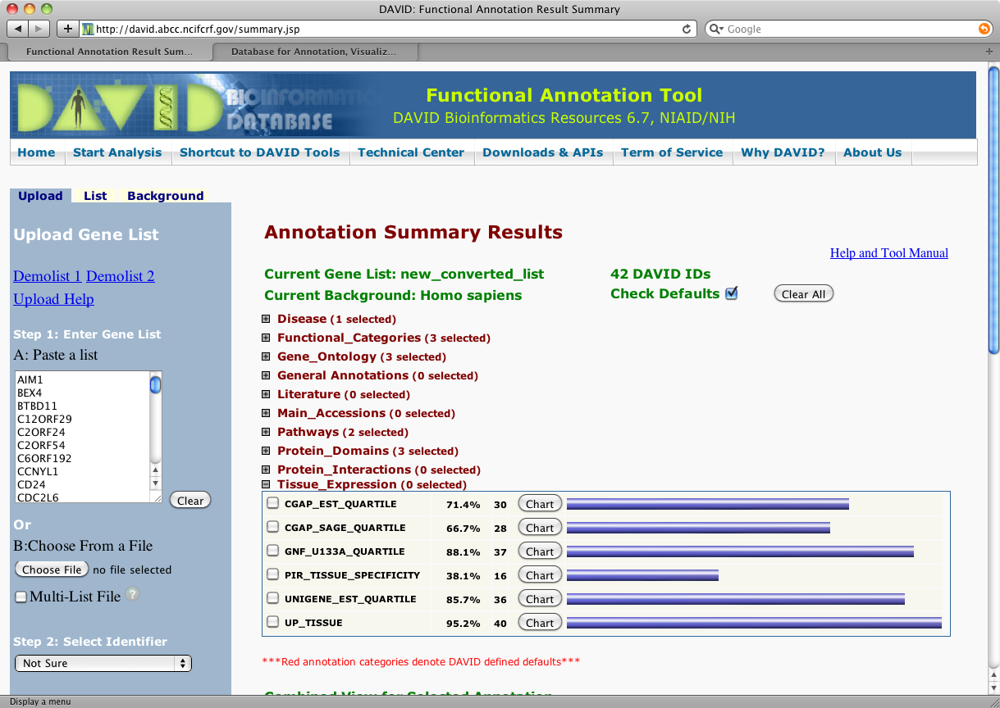 DAVID: Functional Annotation Result Summary
http://david.abcc.ncifcrf.gov/summary.jsp
Google
Functional Annotation Result Sum...
Database for Annotation, Visualiz...
DAVID BIOINFORMATICS DATABASE
Functional Annotation Tool
DAVID Bioinformatics Resources 6.7, NIAID/NIH
Home Start Analysis Shortcut to DAVID Tools Technical Center Downloads & APIs Term of Service Why DAVID? About Us
Upload List Background
Upload Gene List
Demolist 1 Demolist 2
Upload Help
Step 1: Enter Gene List
A: Paste a list
AIM1
BEX4
BTBD11
C12ORF29
C2ORF24
C2ORF54
C6ORF192
CCNYL1
CD24
CDC2L6
Clear
Or
B:Choose From a File
Choose File no file selected
Multi-List File ?
Step 2: Select Identifier
Not Sure
Annotation Summary Results
Help and Tool Manual
Current Gene List: new_converted_list 42 DAVID IDs
Current Background: Homo sapiens Check Defaults Clear All
Disease (1 selected)
Functional_Categories (3 selected)
Gene_Ontology (3 selected)
General Annotations (0 selected)
Literature (0 selected)
Main_Accessions (0 selected)
Pathways (2 selected)
Protein_Domains (3 selected)
Protein_Interactions (0 selected)
Tissue_Expression (0 selected)
CGAP_EST_QUARTILE 71.4% 30 Chart
CGAP_SAGE_QUARTILE 66.7% 28 Chart
GNF_U133A_QUARTILE 88.1% 37 Chart
PIR_TISSUE_SPECIFICITY 38.1% 16 Chart
UNIGENE_EST_QUARTILE 85.7% 36 Chart
UP_TISSUE 95.2% 40 Chart
***Red annotation categories denote DAVID defined defaults***
Combined View for Selected Annotation
Display a menu